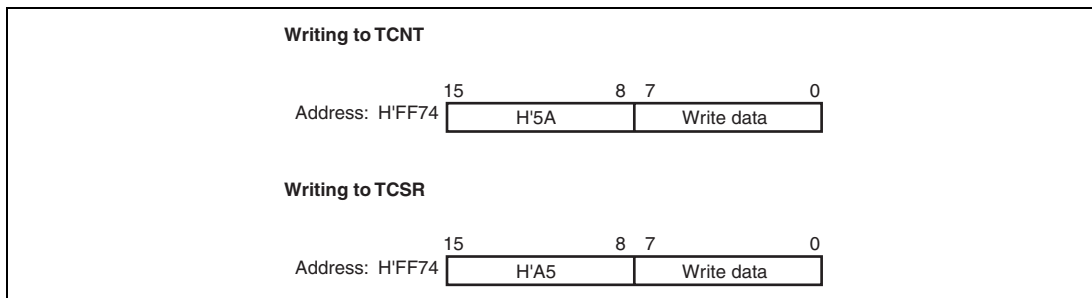 Writing to TCNT
15 8 7 0
Address: H'FF74 H'5A Write data
Writing to TCSR
15 8 7 0
Address: H'FF74 H'A5 Write data